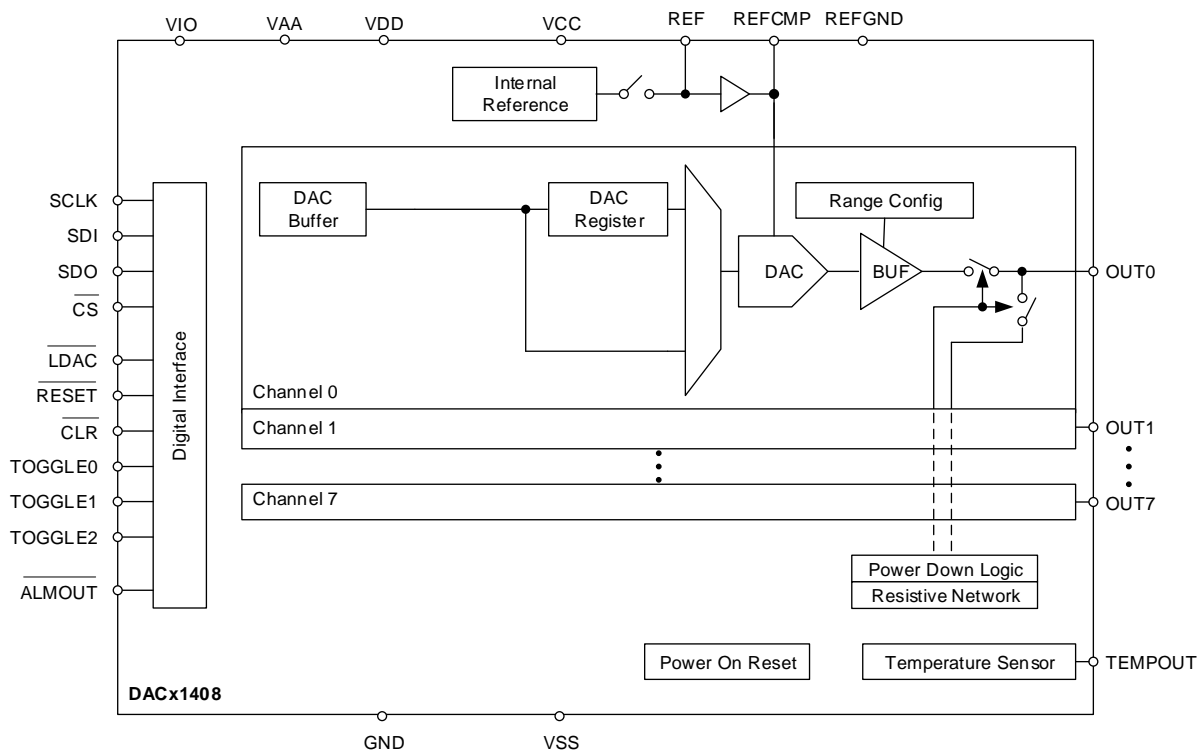 VIO
VAA
VDD
VCC
REF
REFCMP
REFGND
Internal
Reference
SCLK
SDI
SDO
CS
LDAC
RESET
CLR
TOGGLE0
TOGGLE1
TOGGLE2
ALMOUT
Digital Interface
DAC
Buffer
DAC
Register
Range Config
DAC
BUF
OUT0
Channel 0
Channel 1
OUT1
Channel 7
OUT7
Power Down Logic
Resistive Network
Power On Reset
Temperature Sensor
TEMPOUT
DACx1408
GND
VSS